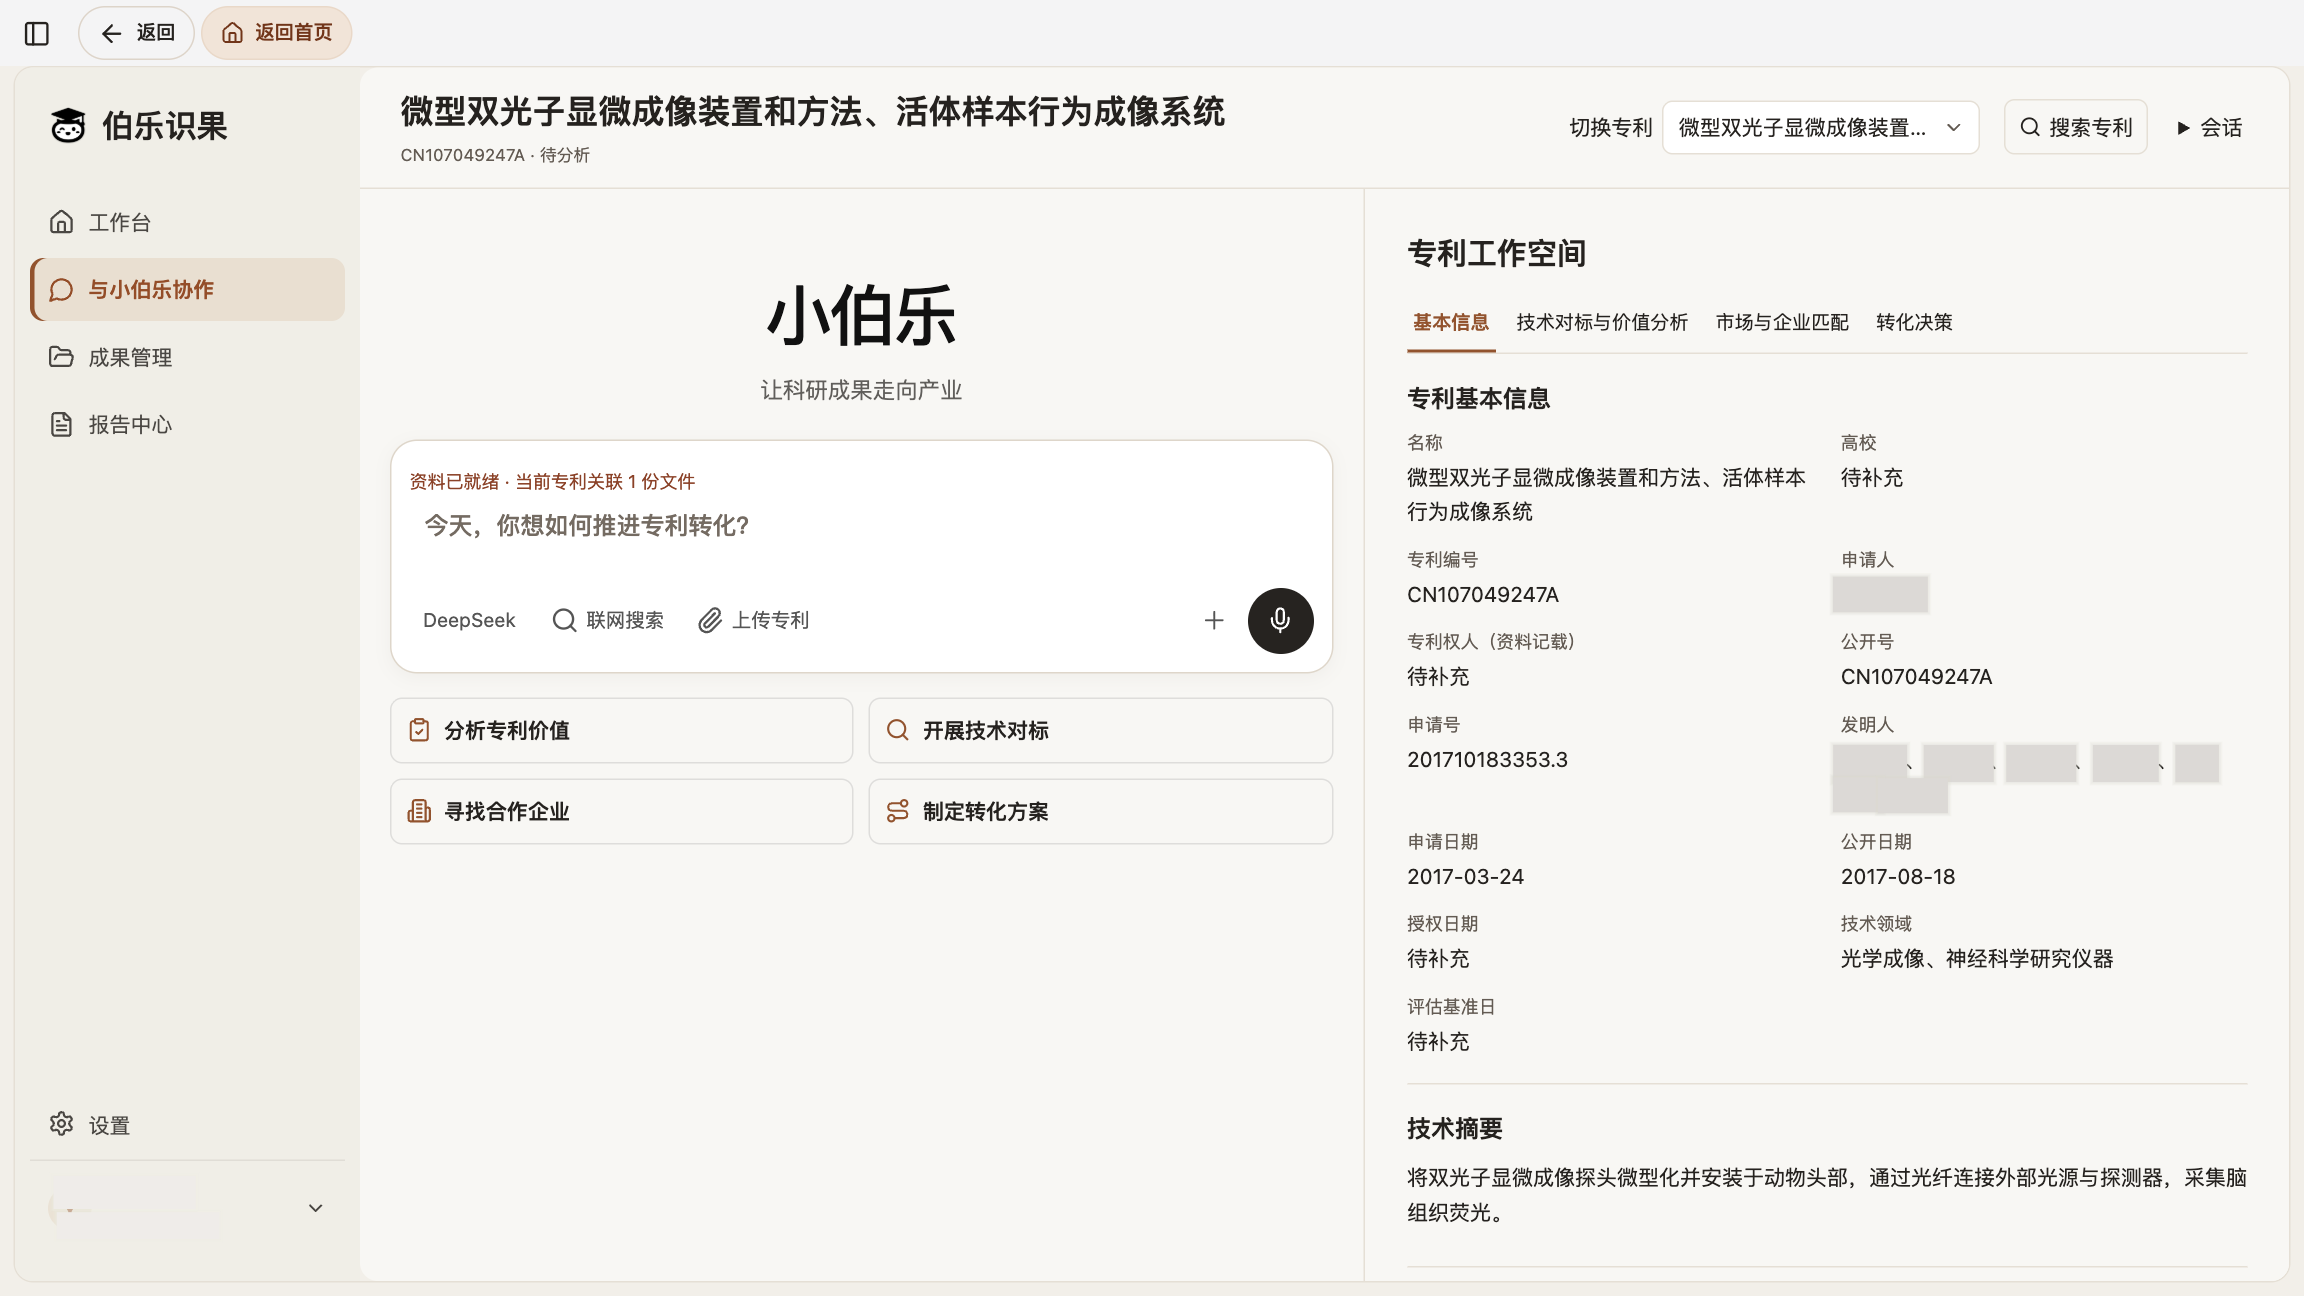 返回
返回首页
伯乐识果
工作台
与小伯乐协作
成果管理
报告中心
设置
微型双光子显微成像装置和方法、活体样本行为成像系统
CN107049247A · 待分析
切换专利
微型双光子显微成像装置...
搜索专利
会话
小伯乐
让科研成果走向产业
资料已就绪 · 当前专利关联 1 份文件
今天，你想如何推进专利转化？
DeepSeek
联网搜索
上传专利
分析专利价值
开展技术对标
寻找合作企业
制定转化方案
专利工作空间
基本信息
技术对标与价值分析
市场与企业匹配
转化决策
专利基本信息
名称
微型双光子显微成像装置和方法、活体样本
行为成像系统
高校
待补充
专利编号
CN107049247A
申请人
专利权人（资料记载）
待补充
公开号
CN107049247A
申请号
201710183353.3
发明人
、、、、
申请日期
2017-03-24
公开日期
2017-08-18
授权日期
待补充
技术领域
光学成像、神经科学研究仪器
评估基准日
待补充
技术摘要
将双光子显微成像探头微型化并安装于动物头部，通过光纤连接外部光源与探测器，采集脑
组织荧光。